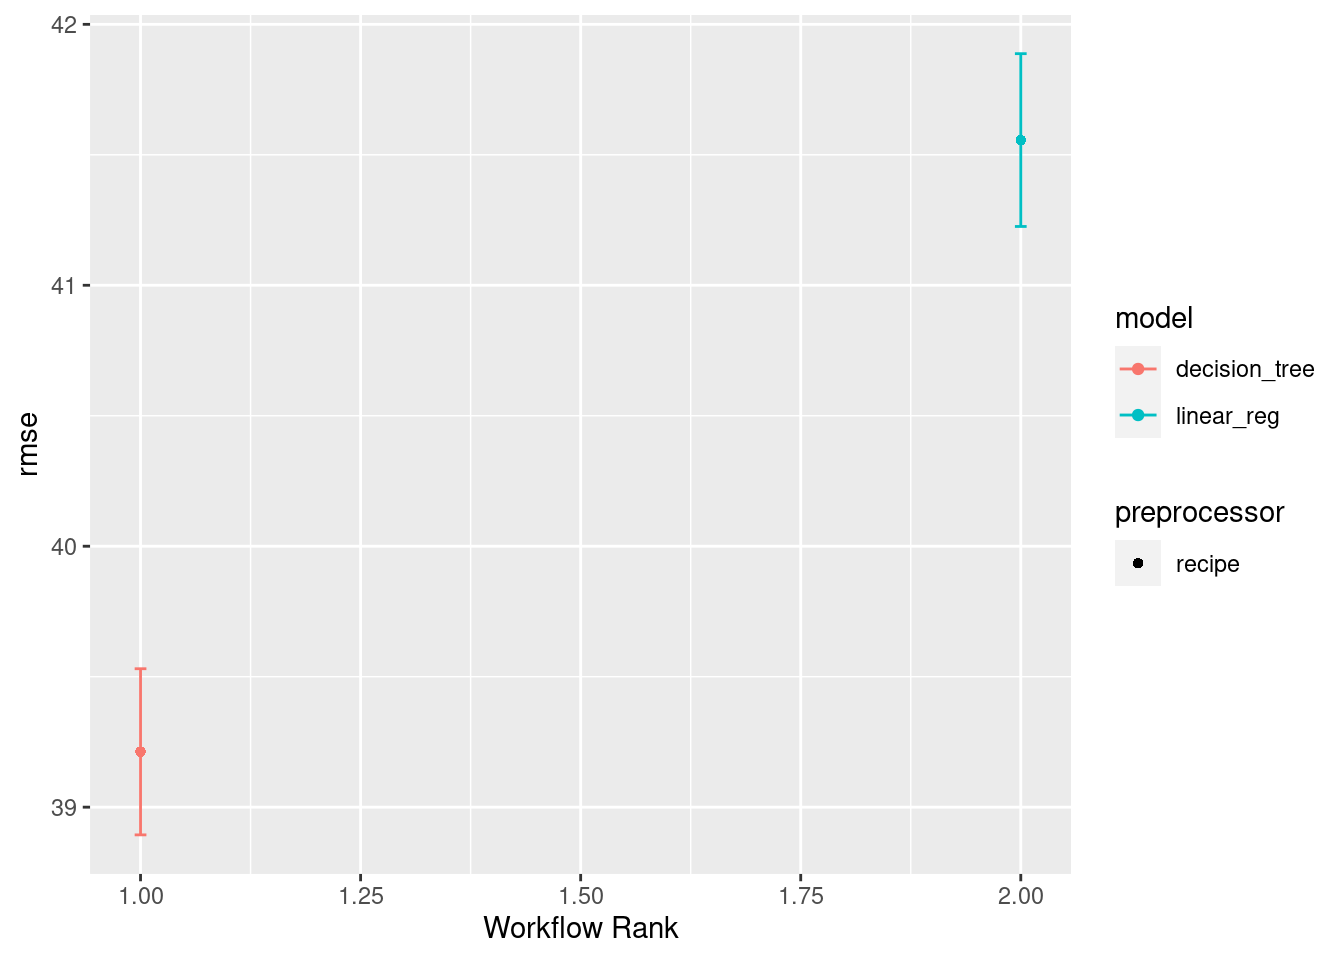 42
41
40
39
rmse
1.00
1.25
1.50
1.75
2.00
Workflow Rank
model
decision_tree
linear_reg
preprocessor
recipe